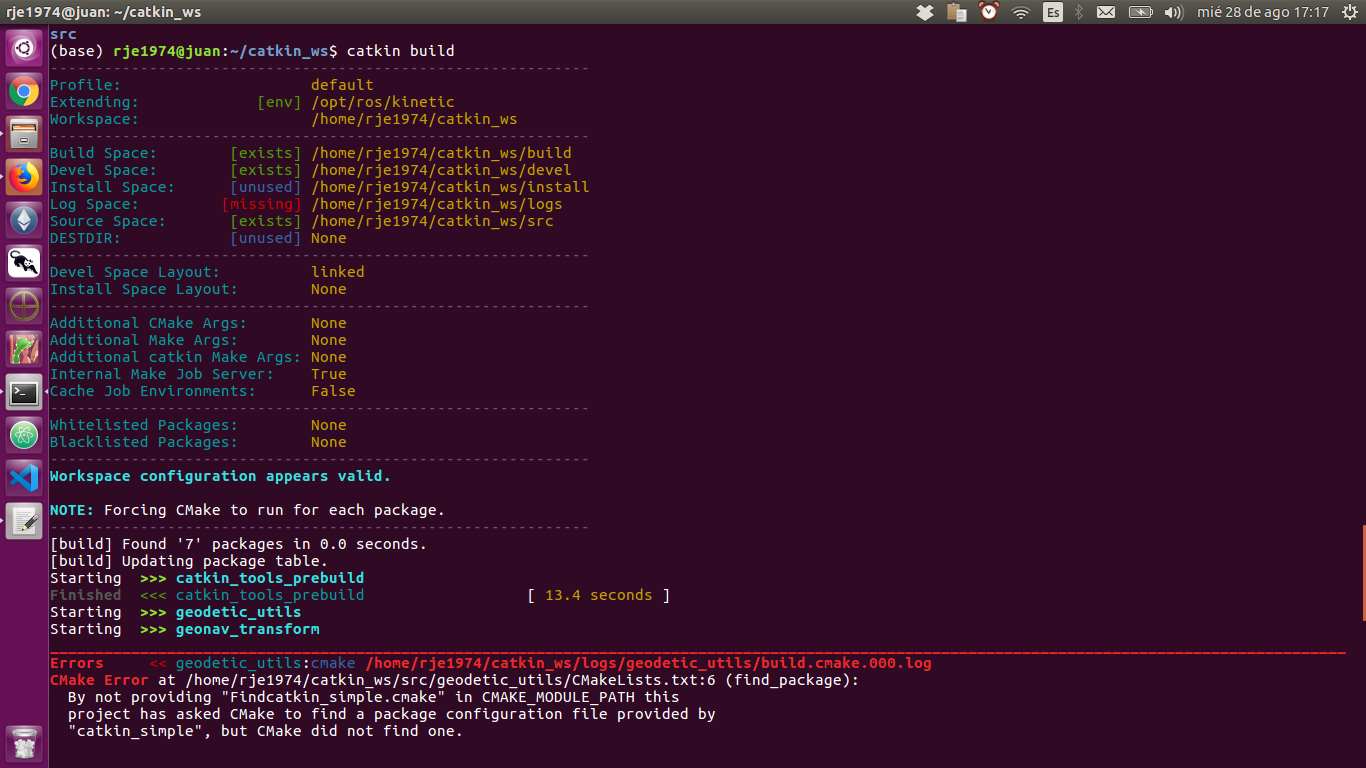 rje1974@juan: ~/catkin_ws
Es
mié 28 de ago 17:17
src
(base) rje1974@juan:~/catkin_ws$ catkin build
------------------------------------------------------------
Profile:                     default
Extending:             [env] /opt/ros/kinetic
Workspace:                   /home/rje1974/catkin_ws
------------------------------------------------------------
Build Space:        [exists] /home/rje1974/catkin_ws/build
Devel Space:        [exists] /home/rje1974/catkin_ws/devel
Install Space:      [unused] /home/rje1974/catkin_ws/install
Log Space:         [missing] /home/rje1974/catkin_ws/logs
Source Space:       [exists] /home/rje1974/catkin_ws/src
DESTDIR:            [unused] None
------------------------------------------------------------
Devel Space Layout:          linked
Install Space Layout:        None
------------------------------------------------------------
Additional CMake Args:       None
Additional Make Args:        None
Additional catkin Make Args: None
Internal Make Job Server:    True
Cache Job Environments:      False
------------------------------------------------------------
Whitelisted Packages:        None
Blacklisted Packages:        None
------------------------------------------------------------
Workspace configuration appears valid.
NOTE: Forcing CMake to run for each package.
------------------------------------------------------------
[build] Found '7' packages in 0.0 seconds.
[build] Updating package table.
Starting  >>> catkin_tools_prebuild
Finished  <<< catkin_tools_prebuild                  [ 13.4 seconds ]
Starting  >>> geodetic_utils
Starting  >>> geonav_transform
Errors     << geodetic_utils:cmake /home/rje1974/catkin_ws/logs/geodetic_utils/build.cmake.000.log
CMake Error at /home/rje1974/catkin_ws/src/geodetic_utils/CMakeLists.txt:6 (find_package):
  By not providing "Findcatkin_simple.cmake" in CMAKE_MODULE_PATH this
  project has asked CMake to find a package configuration file provided by
  "catkin_simple", but CMake did not find one.